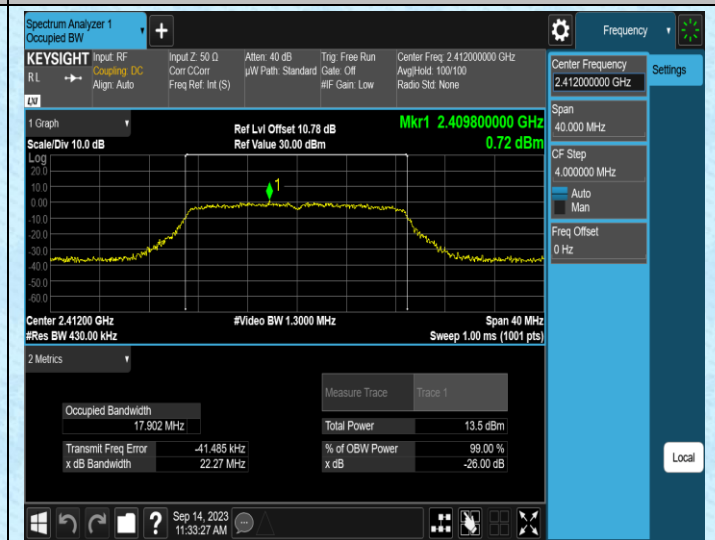 Spectrum Analyzer 1
Occupied BW
+
Frequency
KEYSIGHT
RL
LXI
Input: RF
Coupling: DC
Align: Auto
Input Z: 50 Ω
Corr CCorr
Freq Ref: Int (S)
Atten: 40 dB
µW Path: Standard
Trig: Free Run
Gate: Off
#IF Gain: Low
Center Freq: 2.412000000 GHz
Avg|Hold: 100/100
Radio Std: None
Center Frequency
2.412000000 GHz
Settings
Span
40.000 MHz
CF Step
4.000000 MHz
Auto
Man
Freq Offset
0 Hz
1 Graph
Scale/Div 10.0 dB
Ref Lvl Offset 10.78 dB
Ref Value 30.00 dBm
Mkr1 2.409800000 GHz
0.72 dBm
Log
20.0
10.0
0.00
-10.0
-20.0
-30.0
-40.0
-50.0
-60.0
1
Center 2.41200 GHz
#Res BW 430.00 kHz
#Video BW 1.3000 MHz
Span 40 MHz
Sweep 1.00 ms (1001 pts)
2 Metrics
Measure Trace Trace 1
Occupied Bandwidth
17.902 MHz
Total Power 13.5 dBm
Transmit Freq Error -41.485 kHz
x dB Bandwidth 22.27 MHz
% of OBW Power 99.00 %
x dB -26.00 dB
Local
?
Sep 14, 2023
11:33:27 AM